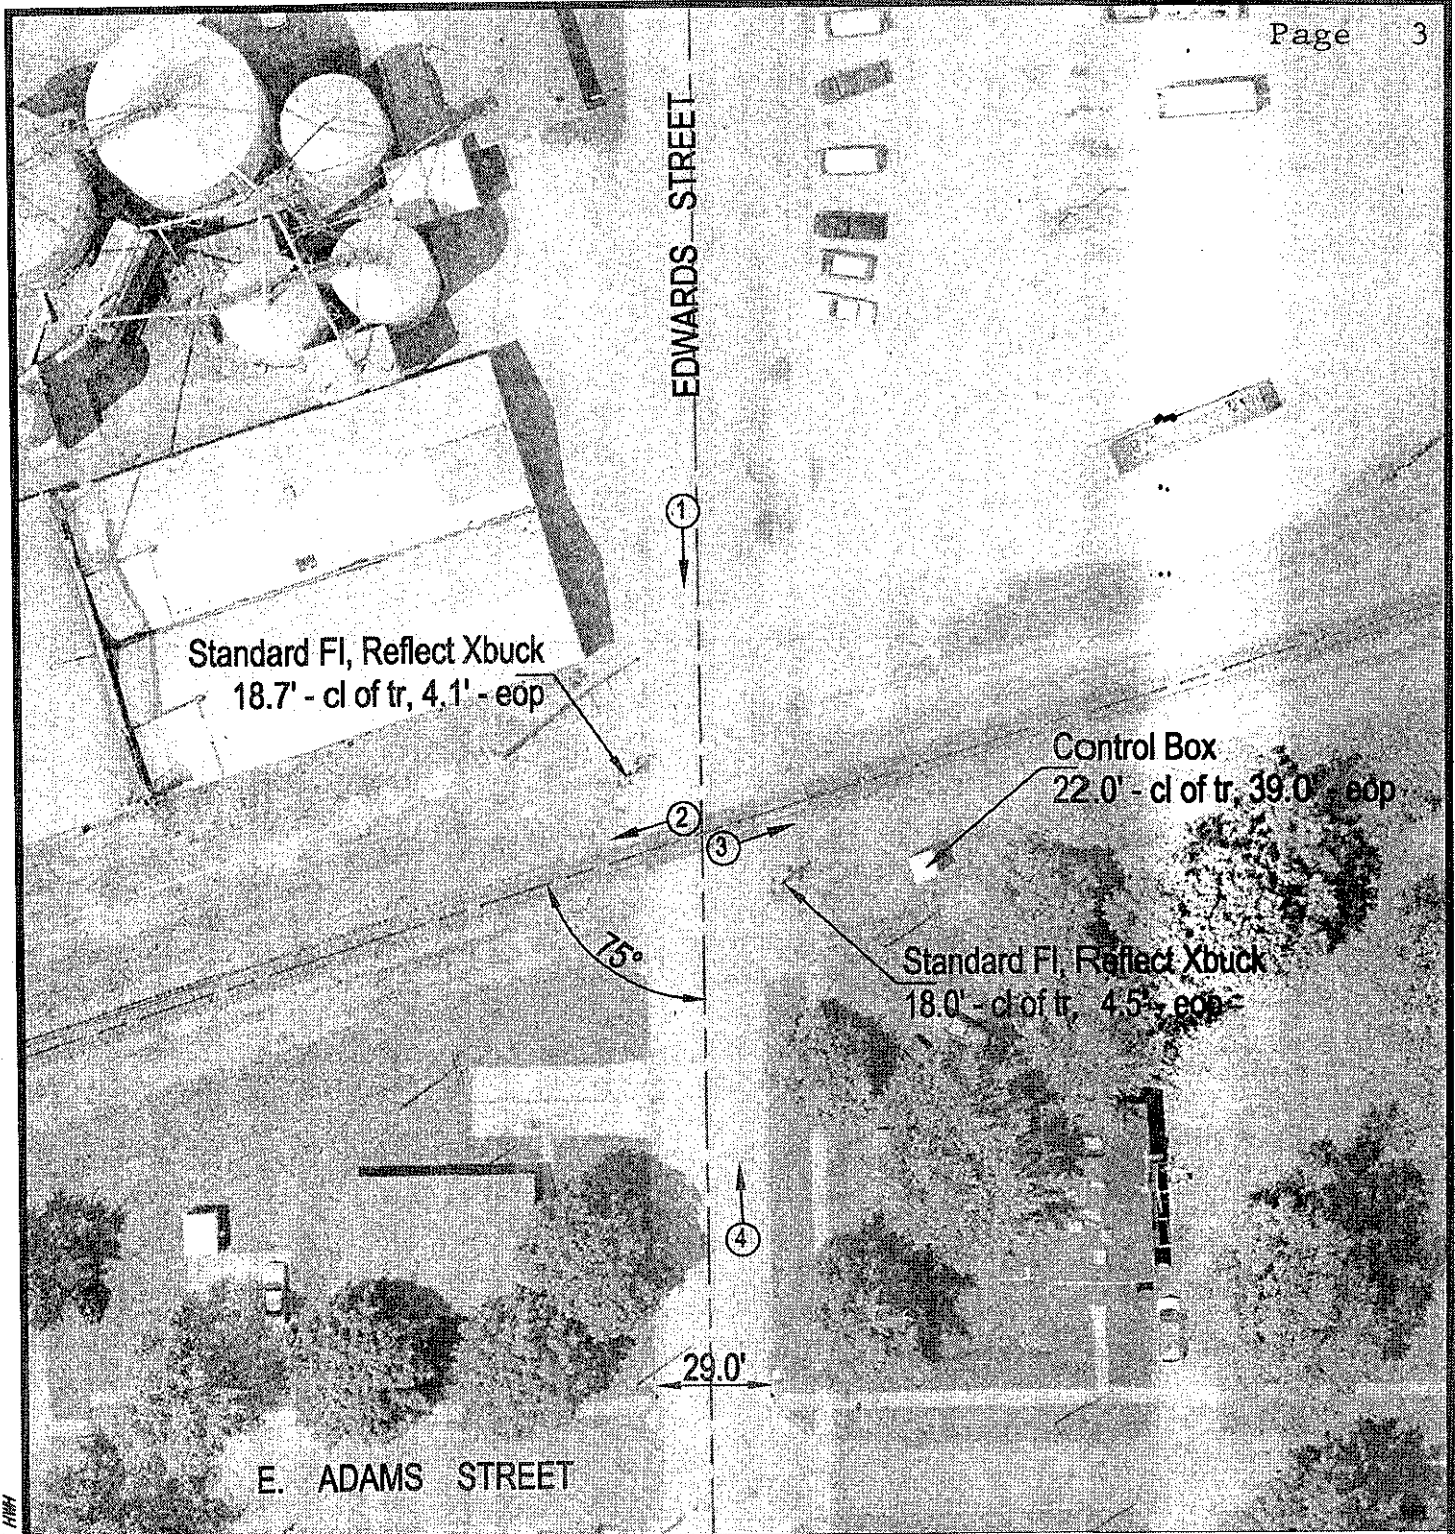 Page 3
EDWARDS STREET
1
Standard Fl, Reflect Xbuck
18.7' - cl of tr, 4.1' - eop
Control Box
22.0' - cl of tr, 39.0' - eop
2
3
75°
Standard Fl, Reflect Xbuck
18.0' - cl of tr, 4.5' - eop
4
29.0'
E. ADAMS STREET